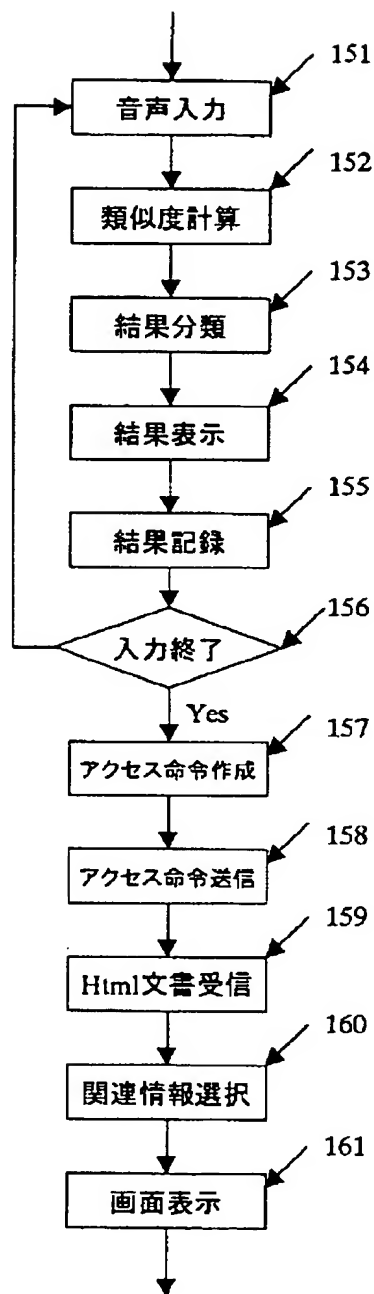 151
音声入力
152
類似度計算
153
結果分類
154
結果表示
155
結果記録
156
入力終了
Yes
157
アクセス命令作成
158
アクセス命令送信
159
Html文書受信
160
関連情報選択
161
画面表示